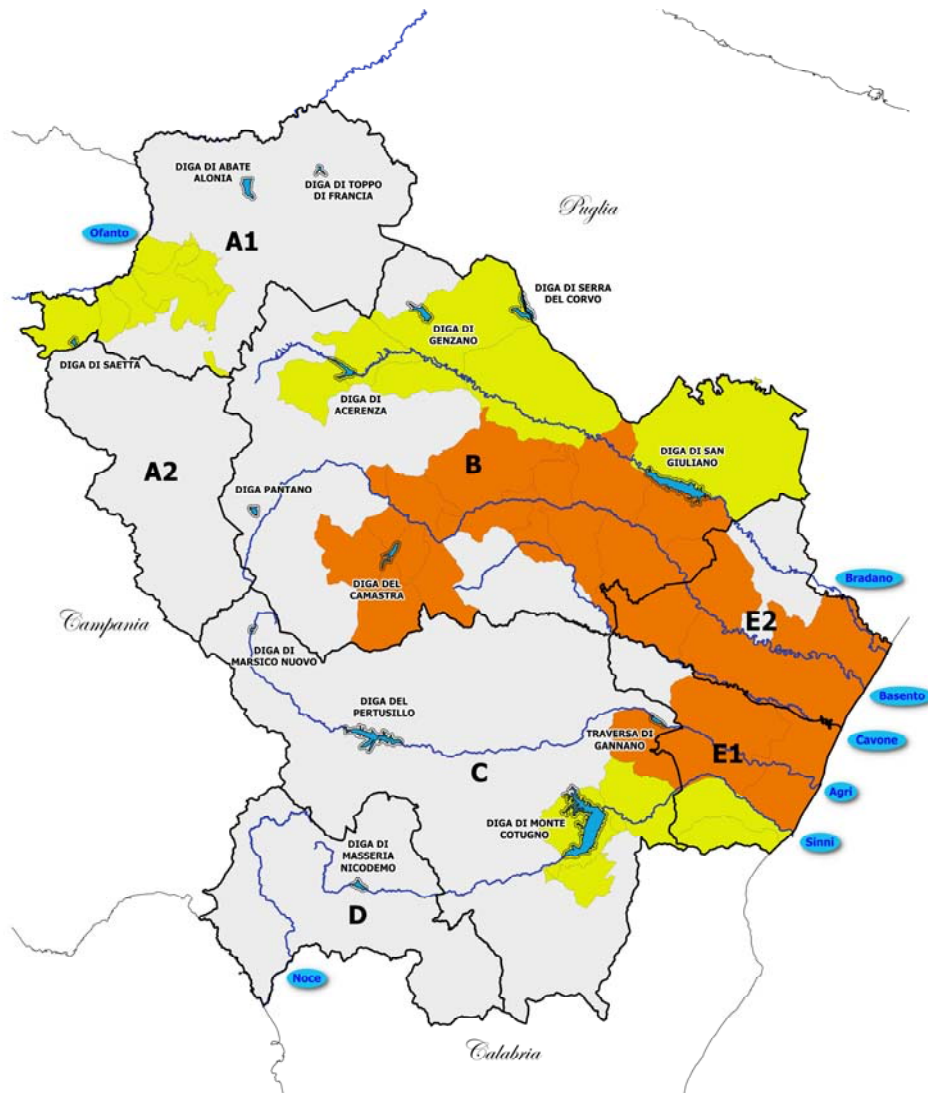 DIGA DI ABATE
ALONIA
DIGA DI TOPPO
DI FRANCIA
Puglia
Ofanto
A1
DIGA DI SERRA
DEL CORVO
DIGA DI
GENZANO
DIGA DI SAETTA
DIGA DI
ACERENZA
A2
B
DIGA DI SAN
GIULIANO
DIGA PANTANO
DIGA DEL
CAMASTRA
Bradano
Campania
E2
DIGA DI
MARSICO NUOVO
Basento
DIGA DEL
PERTUSILLO
TRAVERSA DI
GANNANO
E1
Cavone
C
Agri
DIGA DI MONTE
COTUGNO
Sinni
DIGA DI
MASSERIA
NICODEMO
D
Noce
Calabria